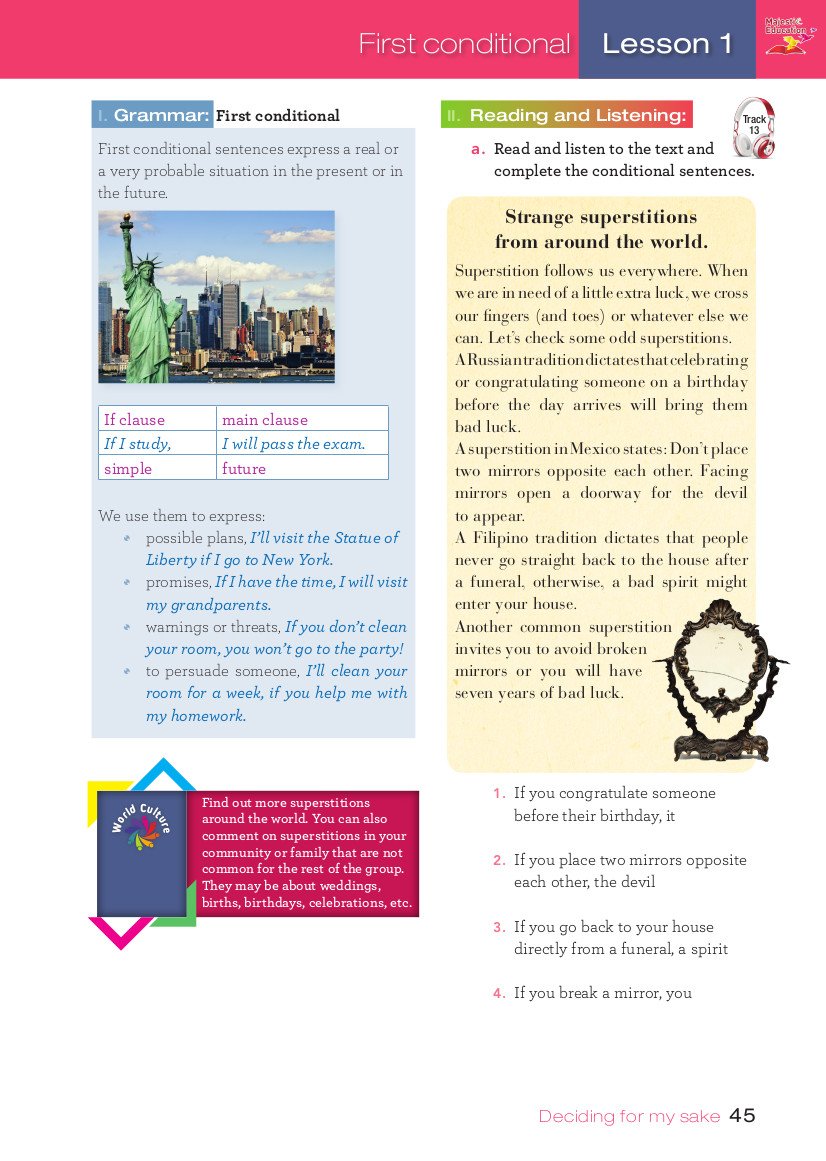 First conditional
Lesson 1
Majestic
Education
I. Grammar: First conditional
First conditional sentences express a real or
a very probable situation in the present or in
the future.
If clause main clause
If I study, I will pass the exam.
simple future
We use them to express:
possible plans, I'll visit the Statue of
Liberty if I go to New York.
promises, If I have the time, I will visit
my grandparents.
warnings or threats, If you don't clean
your room, you won't go to the party!
to persuade someone, I'll clean your
room for a week, if you help me with
my homework.
World Culture
Find out more superstitions
around the world. You can also
comment on superstitions in your
community or family that are not
common for the rest of the group.
They may be about weddings,
births, birthdays, celebrations, etc.
II. Reading and Listening:
Track
13
a. Read and listen to the text and
complete the conditional sentences.
Strange superstitions
from around the world.
Superstition follows us everywhere. When
we are in need of a little extra luck, we cross
our fingers (and toes) or whatever else we
can. Let's check some odd superstitions.
A Russian tradition dictates that celebrating
or congratulating someone on a birthday
before the day arrives will bring them
bad luck.
A superstition in Mexico states: Don't place
two mirrors opposite each other. Facing
mirrors open a doorway for the devil
to appear.
A Filipino tradition dictates that people
never go straight back to the house after
a funeral, otherwise, a bad spirit might
enter your house.
Another common superstition
invites you to avoid broken
mirrors or you will have
seven years of bad luck.
1. If you congratulate someone
before their birthday, it
2. If you place two mirrors opposite
each other, the devil
3. If you go back to your house
directly from a funeral, a spirit
4. If you break a mirror, you
Deciding for my sake 45